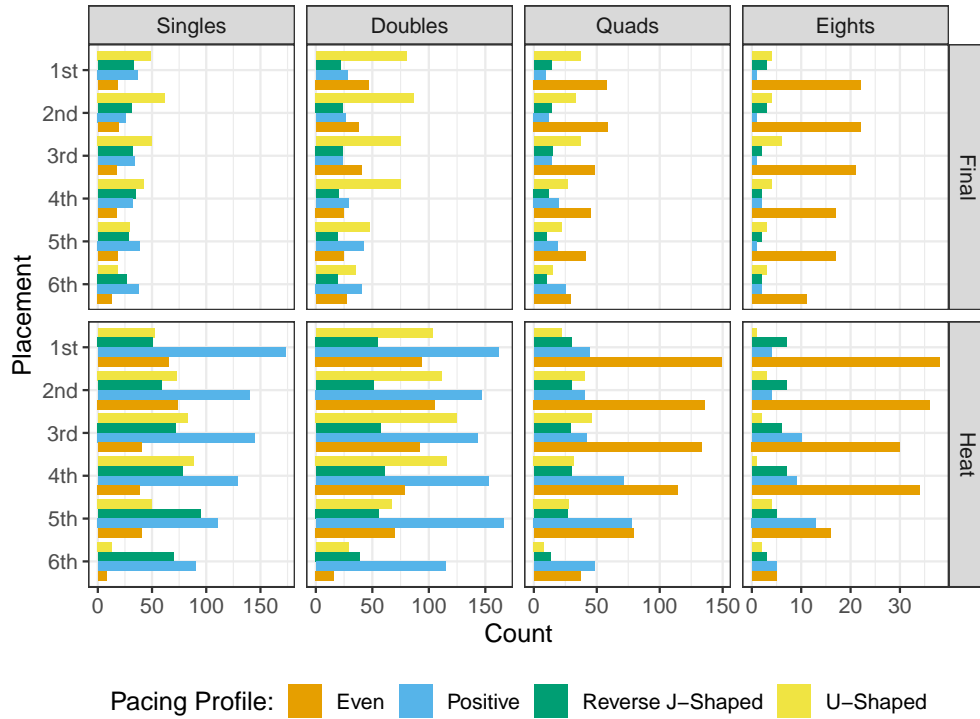 Singles Doubles Quads Eights
Placement
1st
2nd
3rd
4th
5th
6th
Final
1st
2nd
3rd
4th
5th
6th
Heat
0 50 100 150 0 50 100 150 0 50 100 150 0 10 20 30
Count
Pacing Profile: Even Positive Reverse J−Shaped U−Shaped